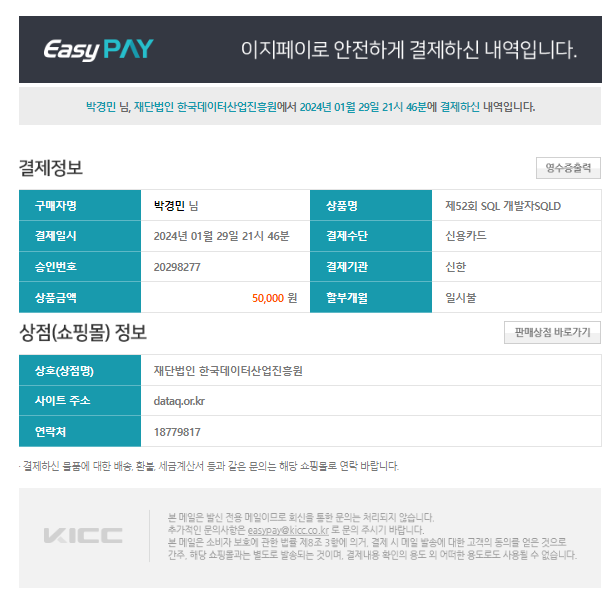 Easy PAY 이지페이로 안전하게 결제하신 내역입니다.
박경민 님, 재단법인 한국데이터산업진흥원에서 2024년 01월 29일 21시 46분에 결제하신 내역입니다.
결제정보 영수증출력
구매자명 박경민 님 상품명 제52회 SQL 개발자SQLD
결제일시 2024년 01월 29일 21시 46분 결제수단 신용카드
승인번호 20298277 결제기관 신한
상품금액 50,000 원 할부개월 일시불
상점(쇼핑몰) 정보 판매상점 바로가기
상호(상점명) 재단법인 한국데이터산업진흥원
사이트 주소 dataq.or.kr
연락처 18779817
· 결제하신 물품에 대한 배송, 환불, 세금계산서 등과 같은 문의는 해당 쇼핑몰로 연락 바랍니다.
KICC
본 메일은 발신 전용 메일이므로 회신을 통한 문의는 처리되지 않습니다.
추가적인 문의사항은 easypay@kicc.co.kr 로 문의 주시기 바랍니다.
본 메일은 소비자 보호에 관한 법률 제8조 3항에 의거, 결제 시 메일 발송에 대한 고객의 동의를 얻은 것으로
간주, 해당 쇼핑몰과는 별도로 발송되는 것이며, 결제내용 확인의 용도 외 어떠한 용도로도 사용될 수 없습니다.